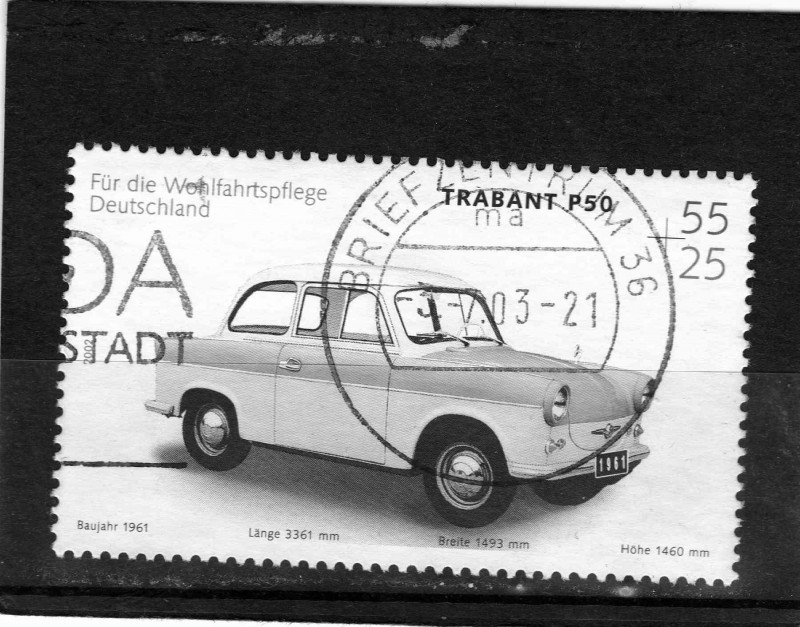 Für die Wohlfahrtspflege
Deutschland
TRABANT P50
55
+
25
BRIEFZENTRUM 36
ma
03-21
DA
STADT
2002
1961
Baujahr 1961
Länge 3361 mm
Breite 1493 mm
Höhe 1460 mm